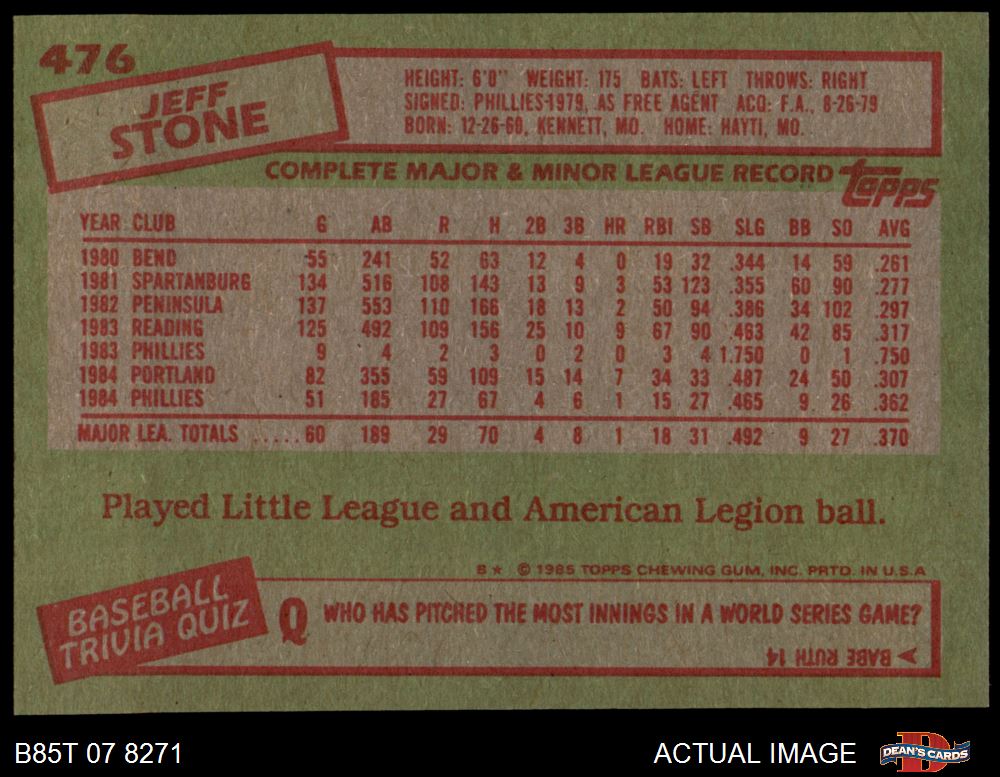 476
JEFF
STONE
HEIGHT: 6'0" WEIGHT: 175 BATS: LEFT THROWS: RIGHT
SIGNED: PHILLIES-1979, AS FREE AGENT ACQ: F.A., 8-26-79
BORN: 12-26-60, KENNETT, MO. HOME: HAYTI, MO.
COMPLETE MAJOR & MINOR LEAGUE RECORD topps
YEAR CLUB G AB R H 2B 3B HR RBI SB SLG BB SO AVG
1980 BEND 55 241 52 63 12 4 0 19 32 .344 14 59 .261
1981 SPARTANBURG 134 516 108 143 13 9 3 53 123 .355 60 90 .277
1982 PENINSULA 137 553 110 166 18 13 2 50 94 .386 34 102 .297
1983 READING 125 492 109 156 25 10 9 67 90 .463 42 85 .317
1983 PHILLIES 9 4 2 3 0 2 0 3 4 1.750 0 1 .750
1984 PORTLAND 82 355 59 109 15 14 7 34 33 .487 24 50 .307
1984 PHILLIES 51 185 27 67 4 6 1 15 27 .465 9 26 .362
MAJOR LEA. TOTALS ..... 60 189 29 70 4 8 1 18 31 .492 9 27 .370
Played Little League and American Legion ball.
B★ © 1985 TOPPS CHEWING GUM, INC. PRTD. IN U.S.A
BASEBALL
TRIVIA QUIZ
Q WHO HAS PITCHED THE MOST INNINGS IN A WORLD SERIES GAME?
BABE RUTH 14
B85T 07 8271
ACTUAL IMAGE
D
DEAN'S CARDS